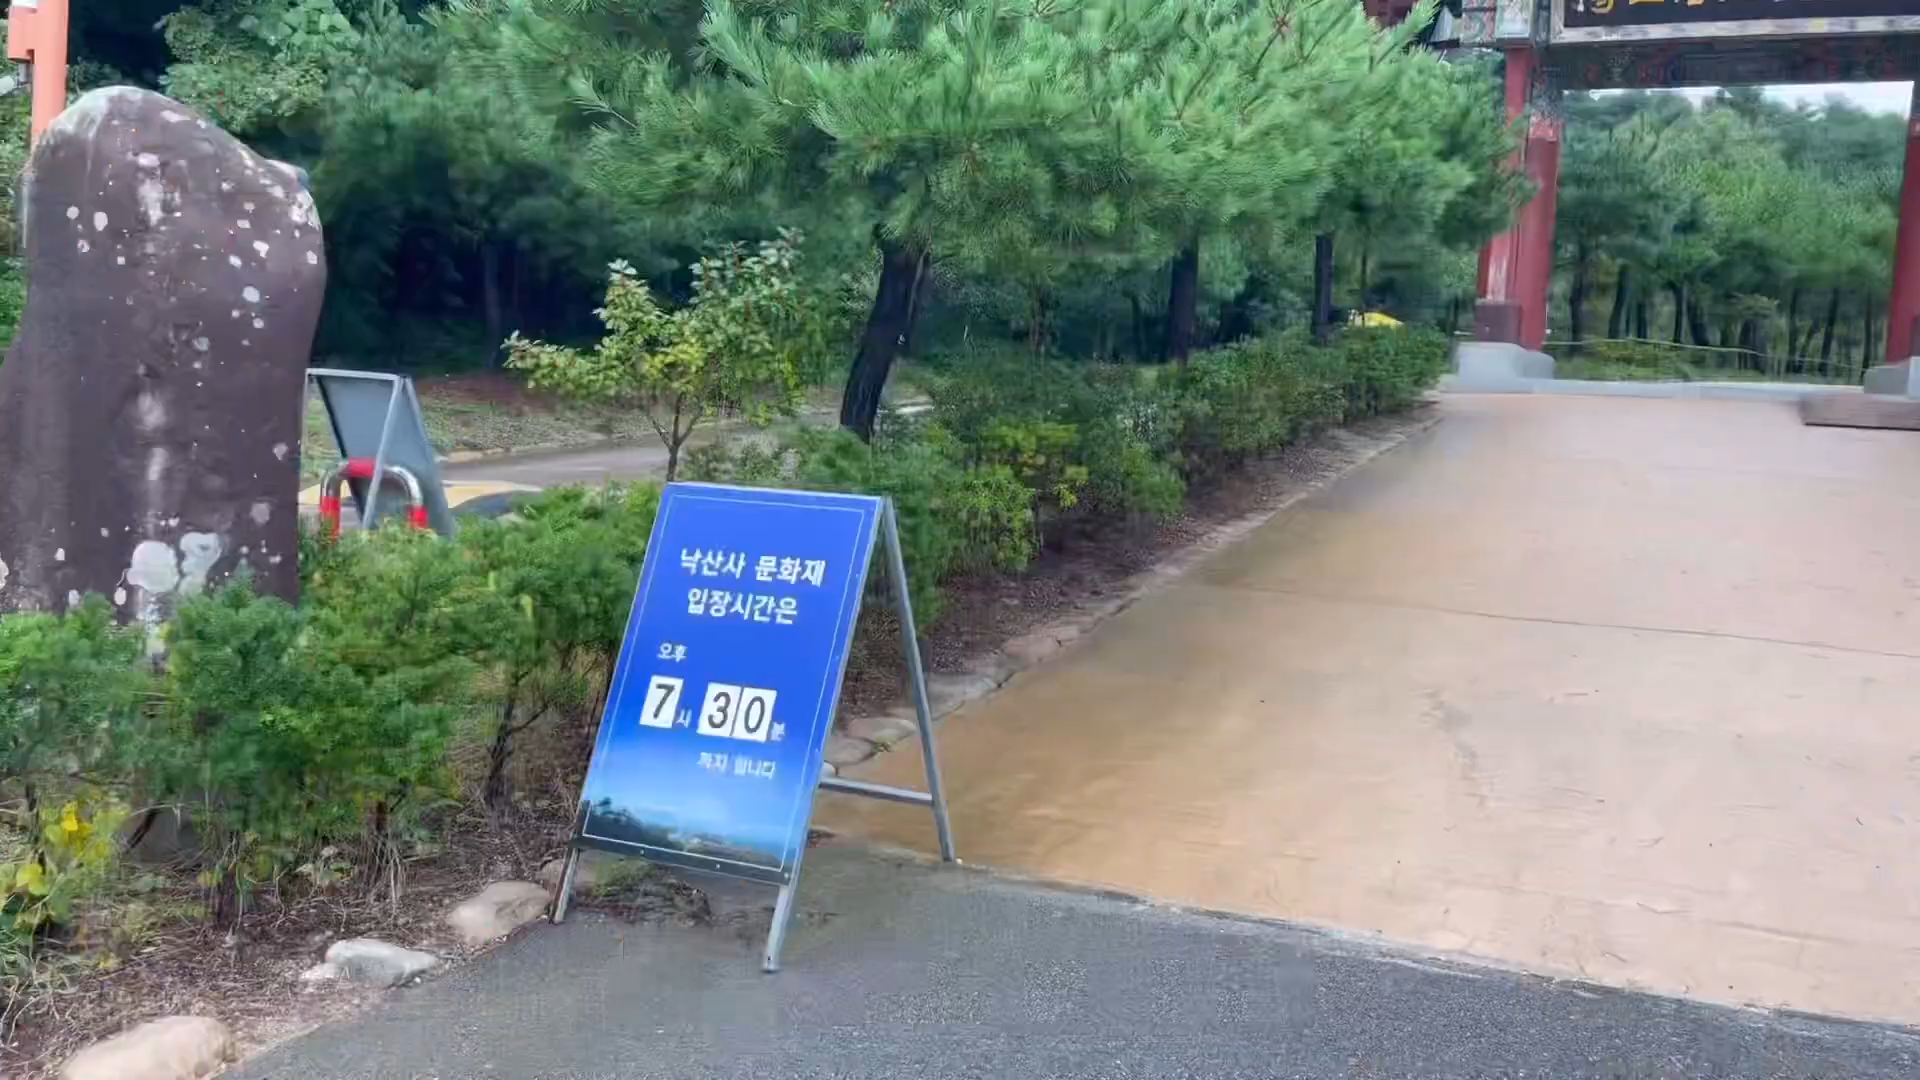 낙산사 문화재
입장시간은
오후
7시 30분
까지 입니다